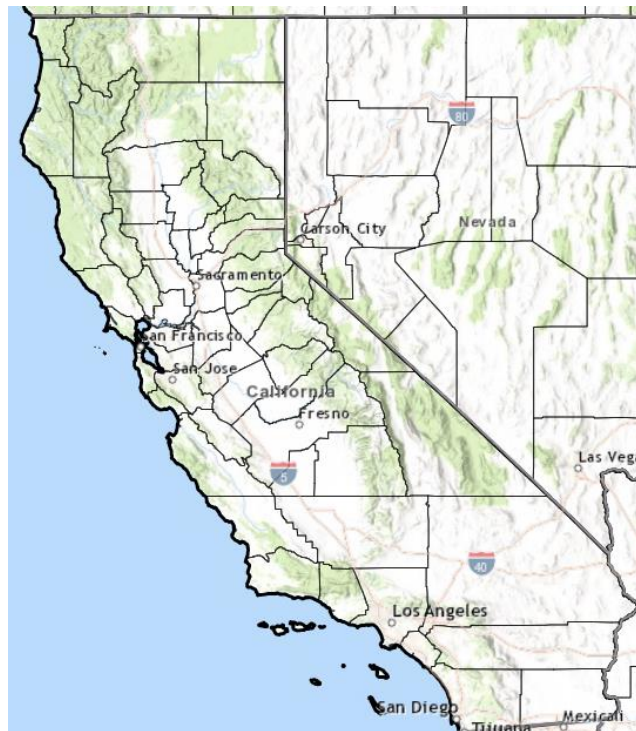 80
Nevada
Carson City
Sacramento
San Francisco
San Jose
California
Fresno
Las Vega
5
40
Los Angeles
San Diego
Mexicali
Tijuana